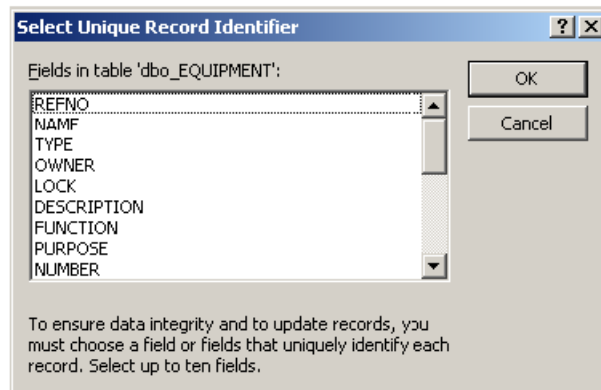 Select Unique Record Identifier
Fields in table 'dbo_EQUIPMENT':
OK
REFNO
Cancel
NAME
TYPE
OWNER
LOCK
DESCRIPTION
FUNCTION
PURPOSE
NUMBER
To ensure data integrity and to update records, you
must choose a field or fields that uniquely identify each
record. Select up to ten fields.